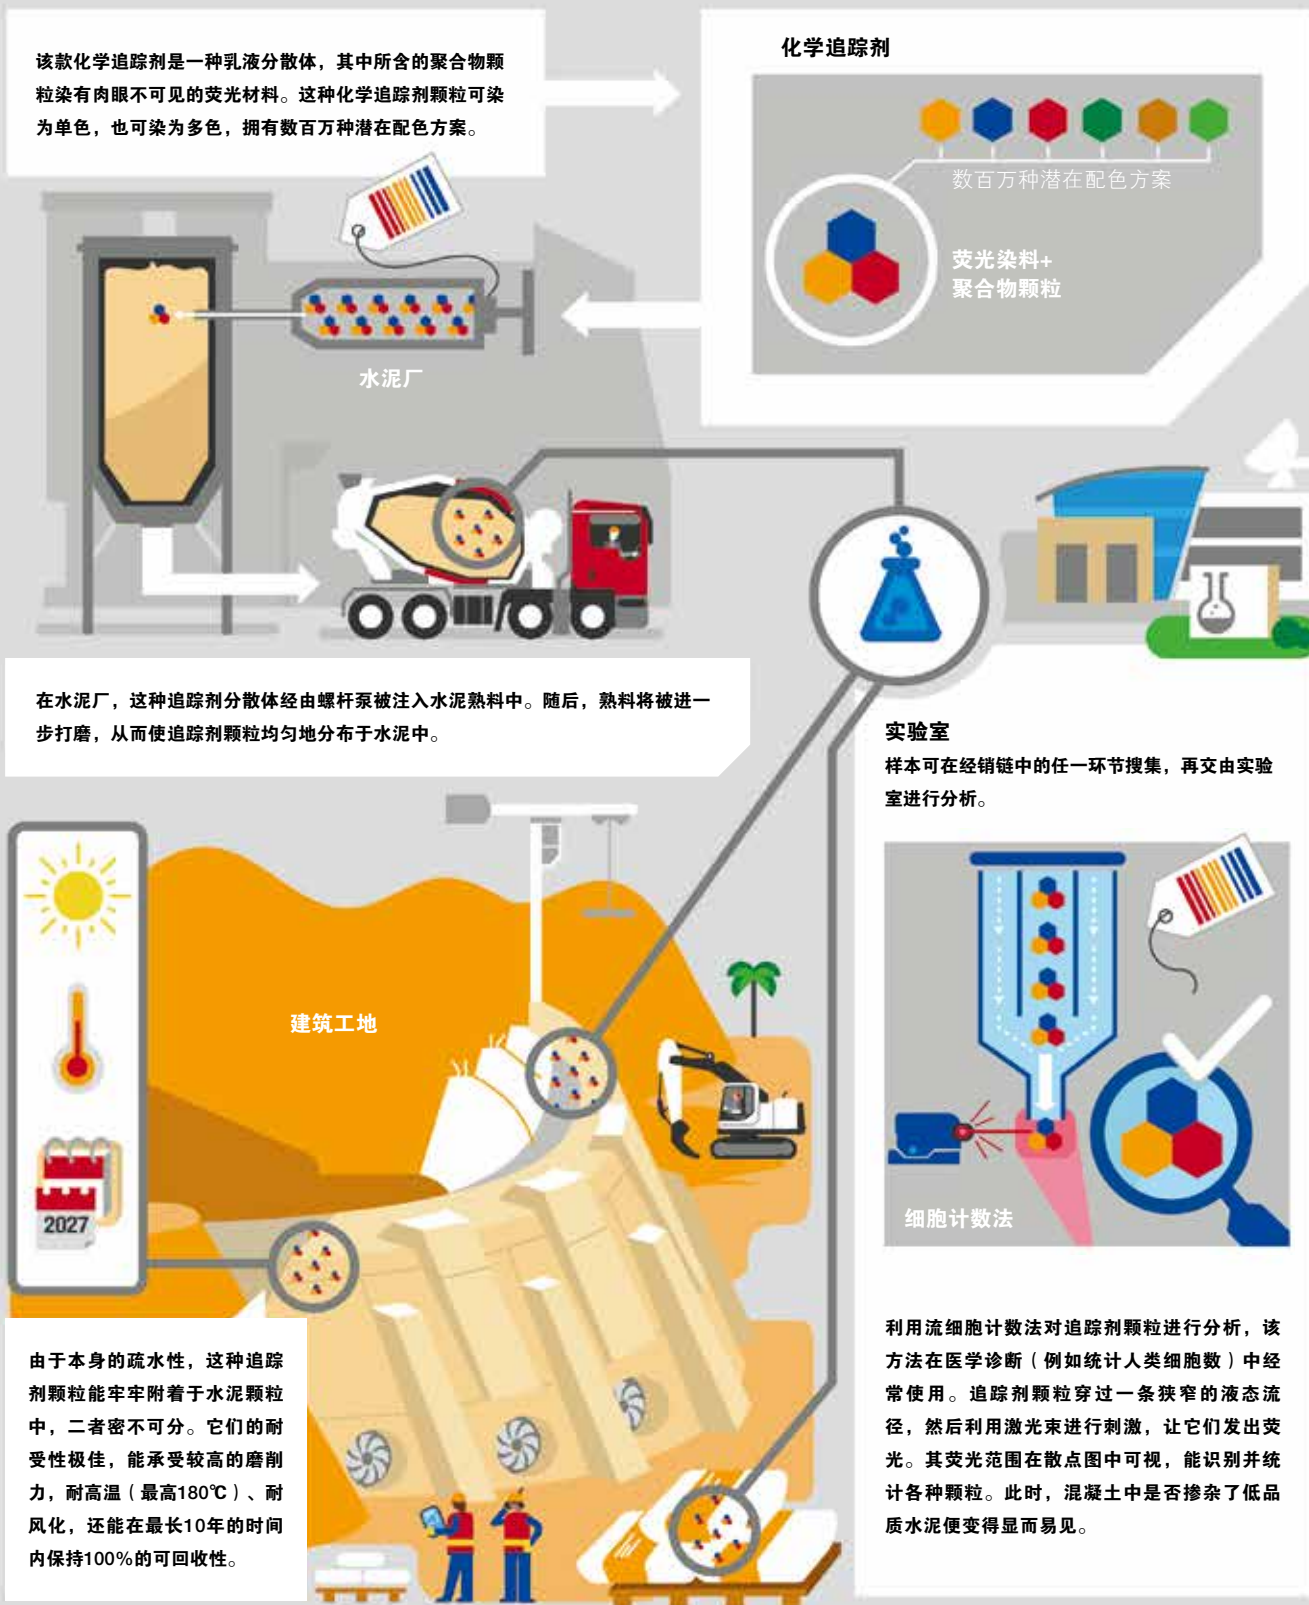 该款化学追踪剂是一种乳液分散体，其中所含的聚合物颗
粒染有肉眼不可见的荧光材料。这种化学追踪剂颗粒可染
为单色，也可染为多色，拥有数百万种潜在配色方案。
化学追踪剂
数百万种潜在配色方案
荧光染料+
聚合物颗粒
水泥厂
在水泥厂，这种追踪剂分散体经由螺杆泵被注入水泥熟料中。随后，熟料将被进一
步打磨，从而使追踪剂颗粒均匀地分布于水泥中。
实验室
样本可在经销链中的任一环节搜集，再交由实验
室进行分析。
建筑工地
2027
细胞计数法
由于本身的疏水性，这种追踪
剂颗粒能牢牢附着于水泥颗粒
中，二者密不可分。它们的耐
受性极佳，能承受较高的磨削
力，耐高温（最高180℃）、耐
风化，还能在最长10年的时间
内保持100%的可回收性。
利用流细胞计数法对追踪剂颗粒进行分析，该
方法在医学诊断（例如统计人类细胞数）中经
常使用。追踪剂颗粒穿过一条狭窄的液态流
径，然后利用激光束进行刺激，让它们发出荧
光。其荧光范围在散点图中可视，能识别并统
计各种颗粒。此时，混凝土中是否掺杂了低品
质水泥便变得显而易见。